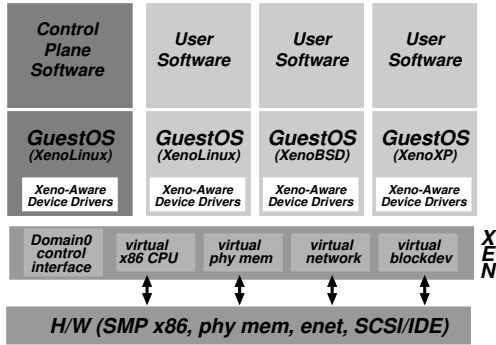 Control
Plane
Software
User
Software
User
Software
User
Software
GuestOS
(XenoLinux)
Xeno-Aware
Device Drivers
GuestOS
(XenoLinux)
Xeno-Aware
Device Drivers
GuestOS
(XenoBSD)
Xeno-Aware
Device Drivers
GuestOS
(XenoXP)
Xeno-Aware
Device Drivers
Domain0
control
interface
virtual
x86 CPU
virtual
phy mem
virtual
network
virtual
blockdev
XEN
H/W (SMP x86, phy mem, enet, SCSI/IDE)